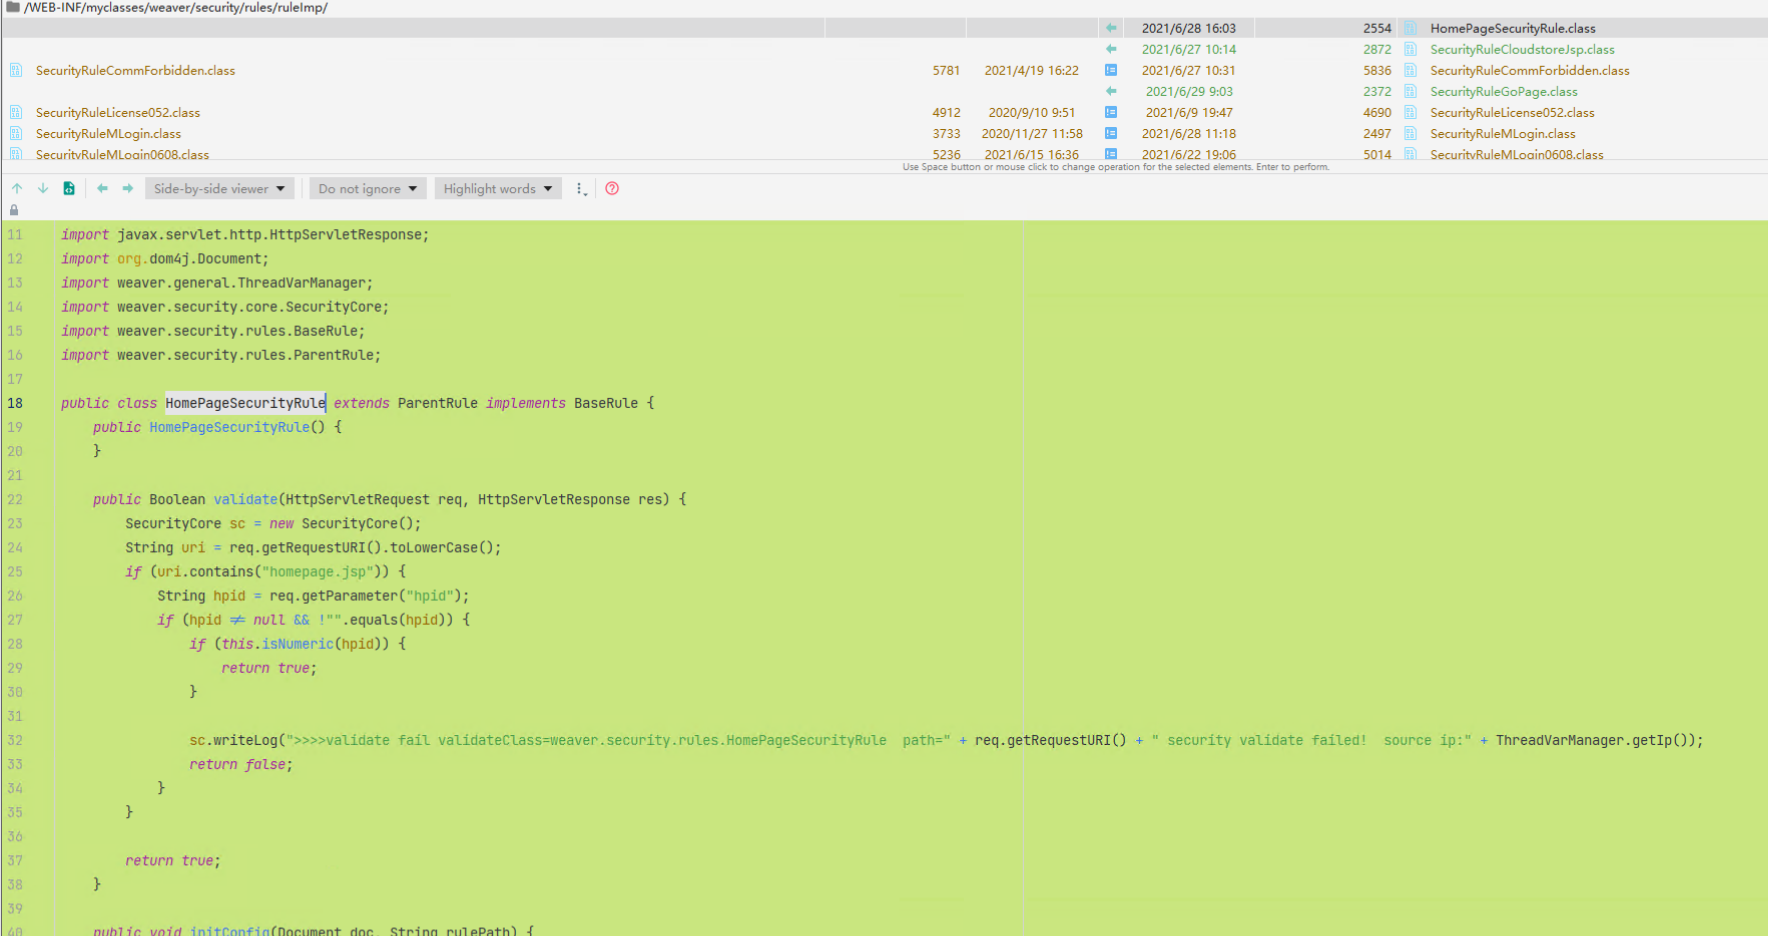 /WEB-INF/myclasses/weaver/security/rules/ruleImp/
2021/6/28 16:03 2554 HomePageSecurityRule.class
2021/6/27 10:14 2872 SecurityRuleCloudstoreJsp.class
SecurityRuleCommForbidden.class 5781 2021/4/19 16:22 2021/6/27 10:31 5836 SecurityRuleCommForbidden.class
2021/6/29 9:03 2372 SecurityRuleGoPage.class
SecurityRuleLicense052.class 4912 2020/9/10 9:51 2021/6/9 19:47 4690 SecurityRuleLicense052.class
SecurityRuleMLogin.class 3733 2020/11/27 11:58 2021/6/28 11:18 2497 SecurityRuleMLogin.class
SecurityRuleMLogin0608.class 5236 2021/6/15 16:36 2021/6/22 19:06 5014 SecurityRuleMLogin0608.class
Use Space button or mouse click to change operation for the selected elements. Enter to perform.
Side-by-side viewer Do not ignore Highlight words
11 import javax.servlet.http.HttpServletResponse;
12 import org.dom4j.Document;
13 import weaver.general.ThreadVarManager;
14 import weaver.security.core.SecurityCore;
15 import weaver.security.rules.BaseRule;
16 import weaver.security.rules.ParentRule;
17
18 public class HomePageSecurityRule extends ParentRule implements BaseRule {
19 public HomePageSecurityRule() {
20 }
21
22 public Boolean validate(HttpServletRequest req, HttpServletResponse res) {
23 SecurityCore sc = new SecurityCore();
24 String uri = req.getRequestURI().toLowerCase();
25 if (uri.contains("homepage.jsp")) {
26 String hpid = req.getParameter("hpid");
27 if (hpid ≠ null && !"".equals(hpid)) {
28 if (this.isNumeric(hpid)) {
29 return true;
30 }
31
32 sc.writeLog(">>>>validate fail validateClass=weaver.security.rules.HomePageSecurityRule  path=" + req.getRequestURI() + " security validate failed!  source ip:" + ThreadVarManager.getIp());
33 return false;
34 }
35 }
36
37 return true;
38 }
39
40 public void initConfig(Document doc, String rulePath) {